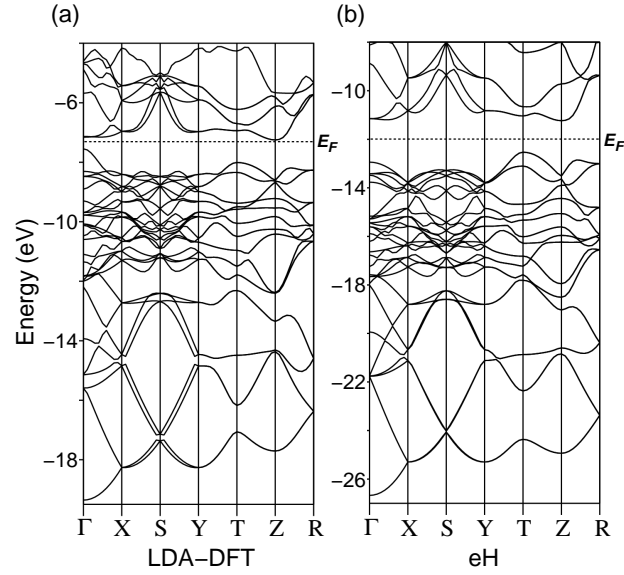 (a)
(b)
Energy (eV)
−6
−10
−14
−18
E_F
Γ X S Y T Z R
LDA−DFT
−10
−14
−18
−22
−26
E_F
Γ X S Y T Z R
eH